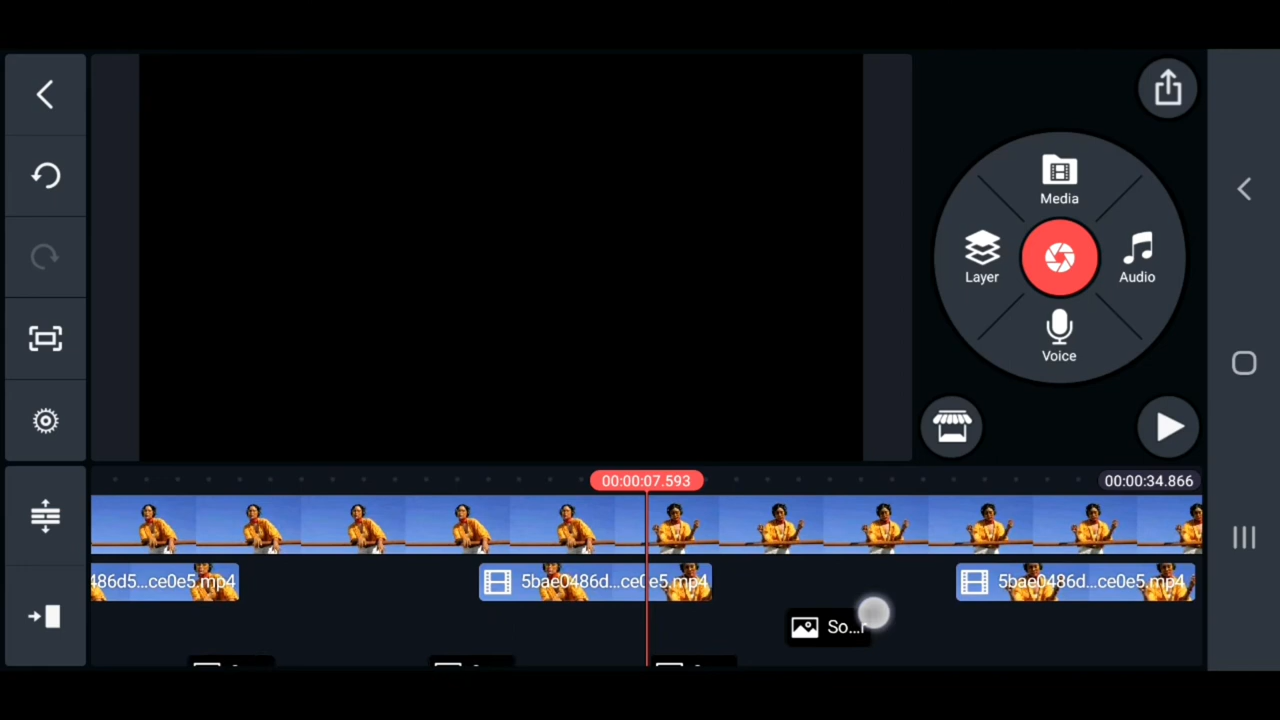 Media
Layer
Audio
Voice
00:00:07.593
00:00:34.866
486d5...ce0e5.mp4
5bae0486d...ce0e5.mp4
5bae0486d...ce0e5.mp4
So...r